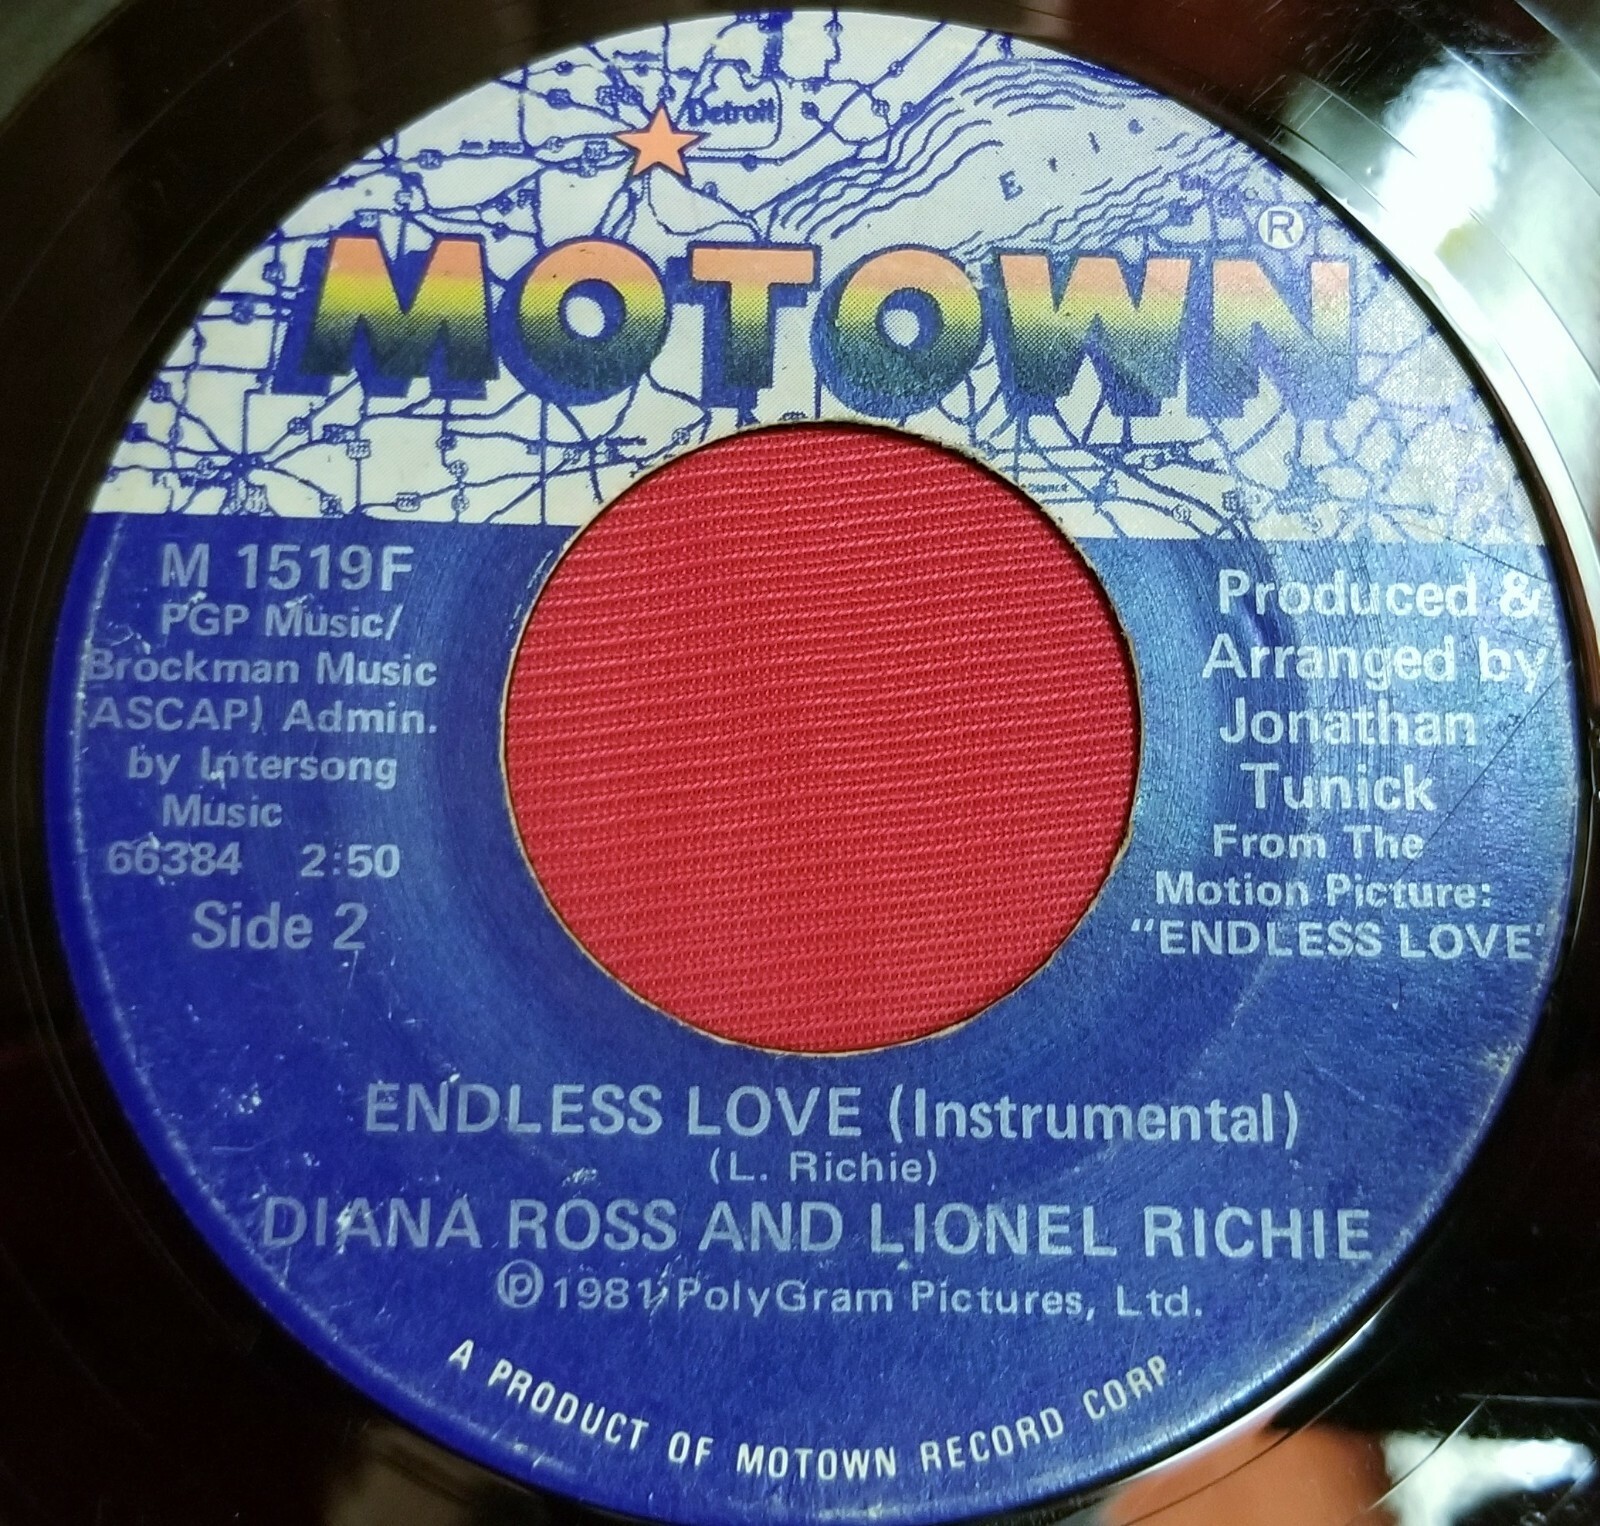 Detroit
Erie
MOTOWN®
M 1519F
PGP Music/
Brockman Music
(ASCAP) Admin.
by Intersong
Music
66384 2:50
Side 2
Produced &
Arranged by
Jonathan
Tunick
From The
Motion Picture:
"ENDLESS LOVE"
ENDLESS LOVE (Instrumental)
(L. Richie)
DIANA ROSS AND LIONEL RICHIE
℗1981, PolyGram Pictures, Ltd.
A PRODUCT OF MOTOWN RECORD CORP.